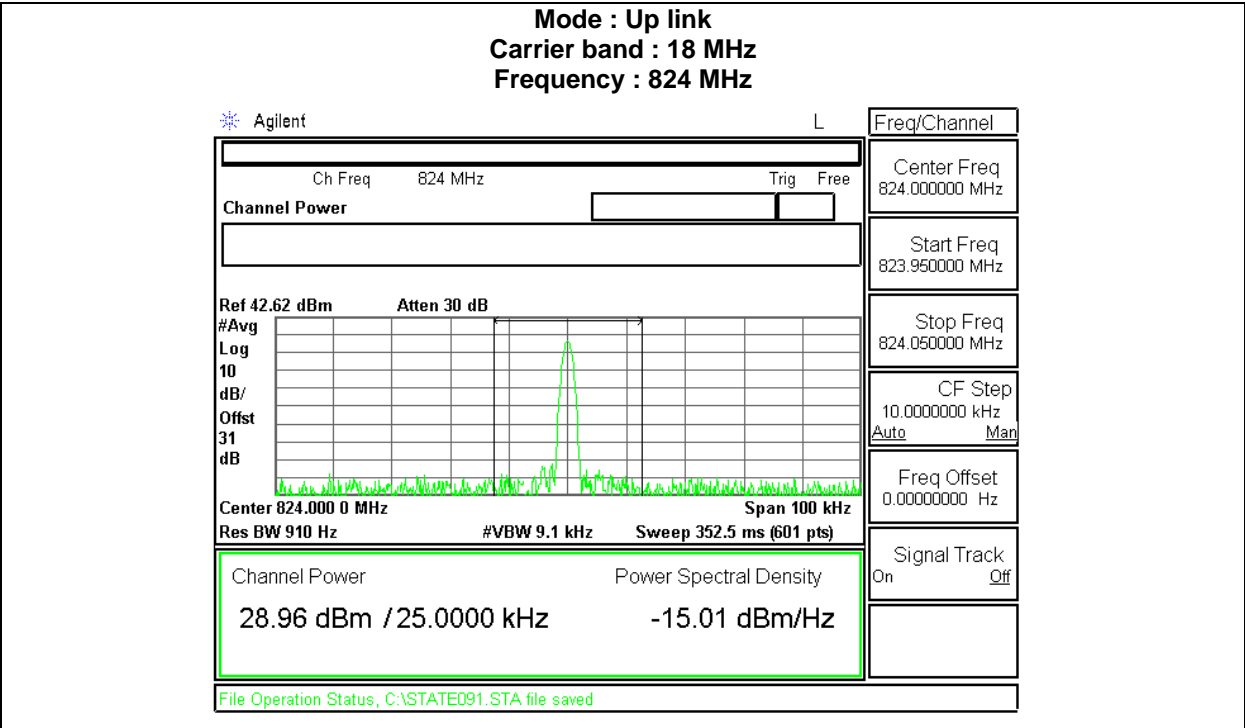 Mode : Up link
Carrier band : 18 MHz
Frequency : 824 MHz
Agilent L Freq/Channel
Ch Freq 824 MHz Trig Free
Channel Power
Center Freq
824.000000 MHz
Start Freq
823.950000 MHz
Ref 42.62 dBm Atten 30 dB
#Avg
Log
10
dB/
Offst
31
dB
Stop Freq
824.050000 MHz
CF Step
10.0000000 kHz
Auto Man
Center 824.000 0 MHz Span 100 kHz
Res BW 910 Hz #VBW 9.1 kHz Sweep 352.5 ms (601 pts)
Freq Offset
0.00000000 Hz
Signal Track
On Off
Channel Power Power Spectral Density
28.96 dBm / 25.0000 kHz -15.01 dBm/Hz
File Operation Status, C:\STATE091.STA file saved